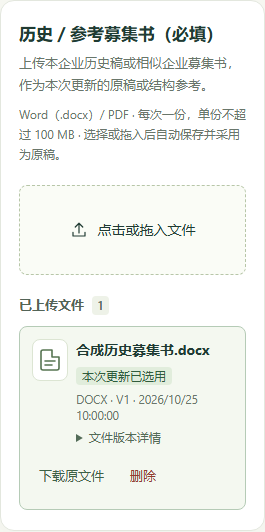 历史 / 参考募集书（必填）
上传本企业历史稿或相似企业募集书，
作为本次更新的原稿或结构参考。
Word（.docx）/ PDF · 每次一份，单份不超
过 100 MB · 选择或拖入后自动保存并采用
为原稿。
点击或拖入文件
已上传文件 1
合成历史募集书.docx
本次更新已选用
DOCX · V1 · 2026/10/25
10:00:00
▶ 文件版本详情
下载原文件 删除